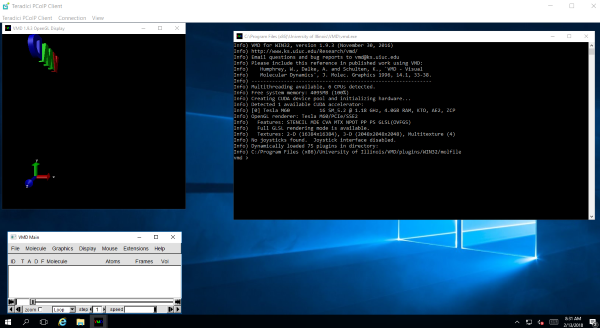 Teradici PCoIP Client
Teradici PCoIP Client Connection View
VMD 1.9.3 OpenGL Display
C:\Program Files (x86)\University of Illinois\VMD\vmd.exe
Info) VMD for WIN32, version 1.9.3 (November 30, 2016)
Info) http://www.ks.uiuc.edu/Research/vmd/
Info) Email questions and bug reports to vmd@ks.uiuc.edu
Info) Please include this reference in published work using VMD:
Info) Humphrey, W., Dalke, A. and Schulten, K., `VMD - Visual
Info) Molecular Dynamics', J. Molec. Graphics 1996, 14.1, 33-38.
Info) -------------------------------------------------------------
Info) Multithreading available, 6 CPUs detected.
Info) Free system memory: 4095MB (100%)
Info) Creating CUDA device pool and initializing hardware...
Info) Detected 1 available CUDA accelerator:
Info) [0] Tesla M60 16 SM_5.2 @ 1.18 GHz, 4.0GB RAM, KTO, AE2, ZCP
Info) OpenGL renderer: Tesla M60/PCIe/SSE2
Info) Features: STENCIL MDE CVA MTX NPOT PP PS GLSL(OVFGS)
Info) Full GLSL rendering mode is available.
Info) Textures: 2-D (16384x16384), 3-D (2048x2048x2048), Multitexture (4)
Info) No joysticks found. Joystick interface disabled.
Info) Dynamically loaded 75 plugins in directory:
Info) C:/Program Files (x86)/University of Illinois/VMD/plugins/WIN32/molfile
vmd >
VMD Main
File Molecule Graphics Display Mouse Extensions Help
ID T A D F Molecule Atoms Frames Vol
zoom Loop step 1 speed
6:31 AM
2/13/2018